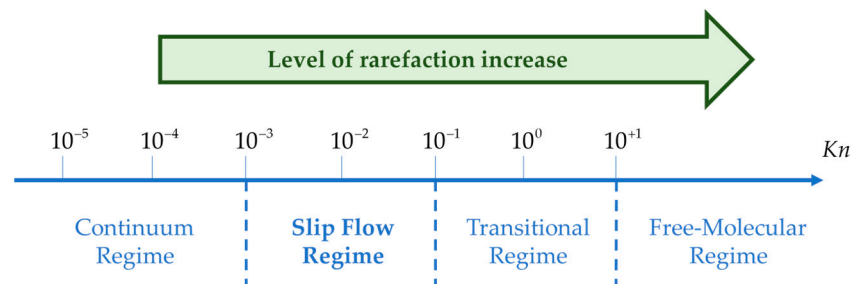 Level of rarefaction increase
10⁻⁵ 10⁻⁴ 10⁻³ 10⁻² 10⁻¹ 10⁰ 10⁺¹ Kn
Continuum Slip Flow Transitional Free-Molecular
Regime Regime Regime Regime